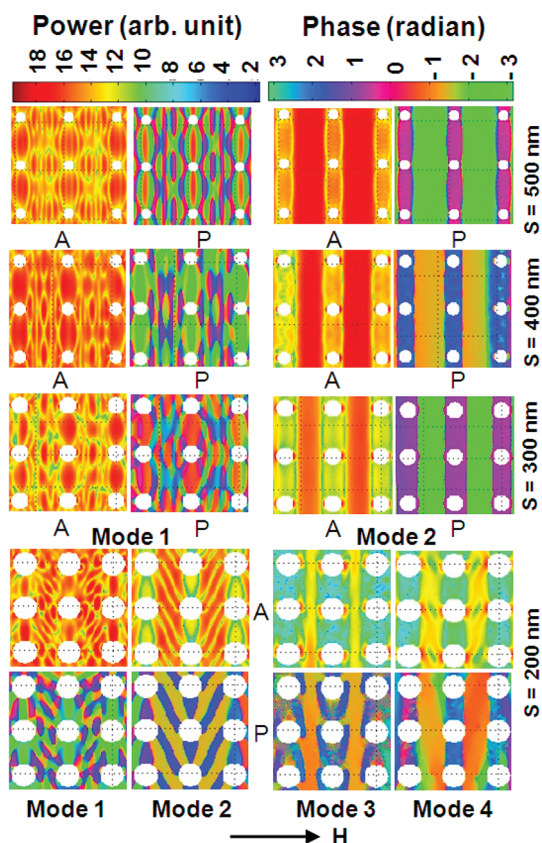 Power (arb. unit) Phase (radian)
18 16 14 12 10 8 6 4 2 3 2 1 0 -1 -2 -3
A P A P
S = 500 nm
A P A P
S = 400 nm
A P A P
S = 300 nm
Mode 1 Mode 2
A
P
S = 200 nm
Mode 1 Mode 2 Mode 3 Mode 4
H